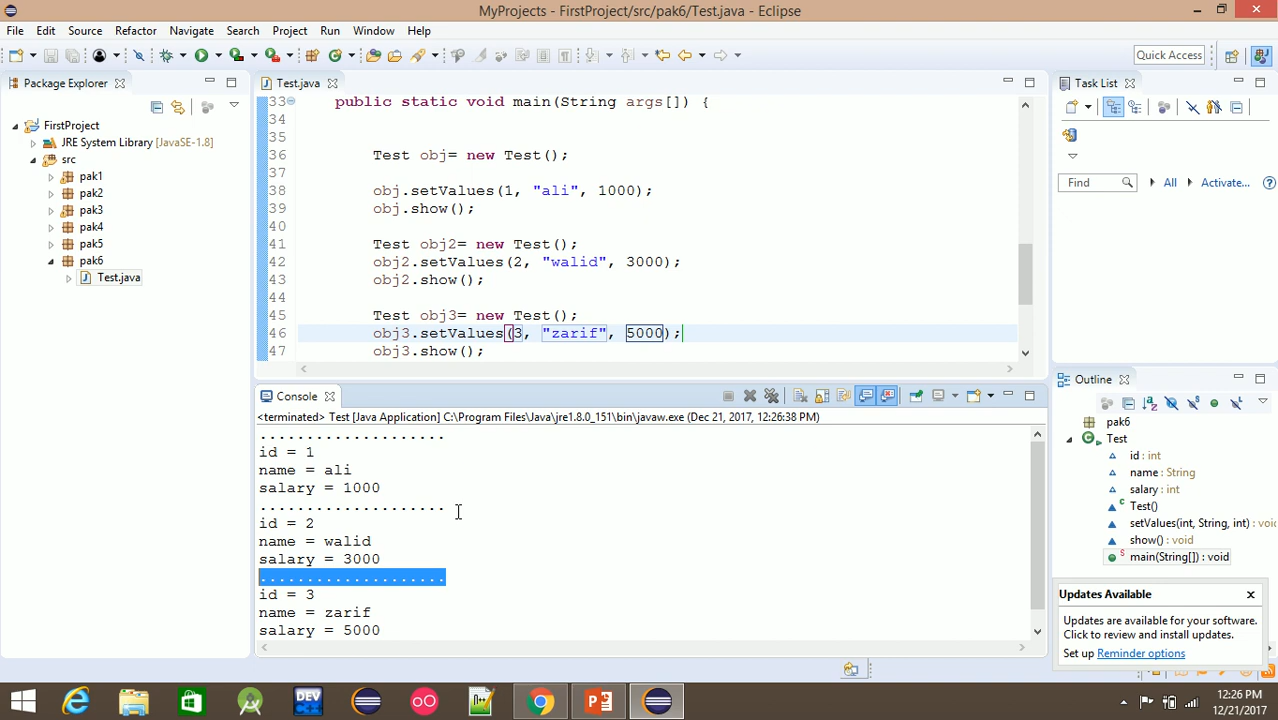 MyProjects - FirstProject/src/pak6/Test.java - Eclipse
File Edit Source Refactor Navigate Search Project Run Window Help
Quick Access
Package Explorer
FirstProject
JRE System Library [JavaSE-1.8]
src
pak1
pak2
pak3
pak4
pak5
pak6
Test.java
Test.java
33 public static void main(String args[]) {
34
35
36 Test obj= new Test();
37
38 obj.setValues(1, "ali", 1000);
39 obj.show();
40
41 Test obj2= new Test();
42 obj2.setValues(2, "walid", 3000);
43 obj2.show();
44
45 Test obj3= new Test();
46 obj3.setValues(3, "zarif", 5000);
47 obj3.show();
Console
<terminated> Test [Java Application] C:\Program Files\Java\jre1.8.0_151\bin\javaw.exe (Dec 21, 2017, 12:26:38 PM)
....................
id = 1
name = ali
salary = 1000
....................
id = 2
name = walid
salary = 3000
....................
id = 3
name = zarif
salary = 5000
Task List
Find All Activate...
Outline
pak6
Test
id : int
name : String
salary : int
Test()
setValues(int, String, int) : void
show() : void
main(String[]) : void
Updates Available
Updates are available for your software.
Click to review and install updates.
Set up Reminder options
DEV
12:26 PM
12/21/2017